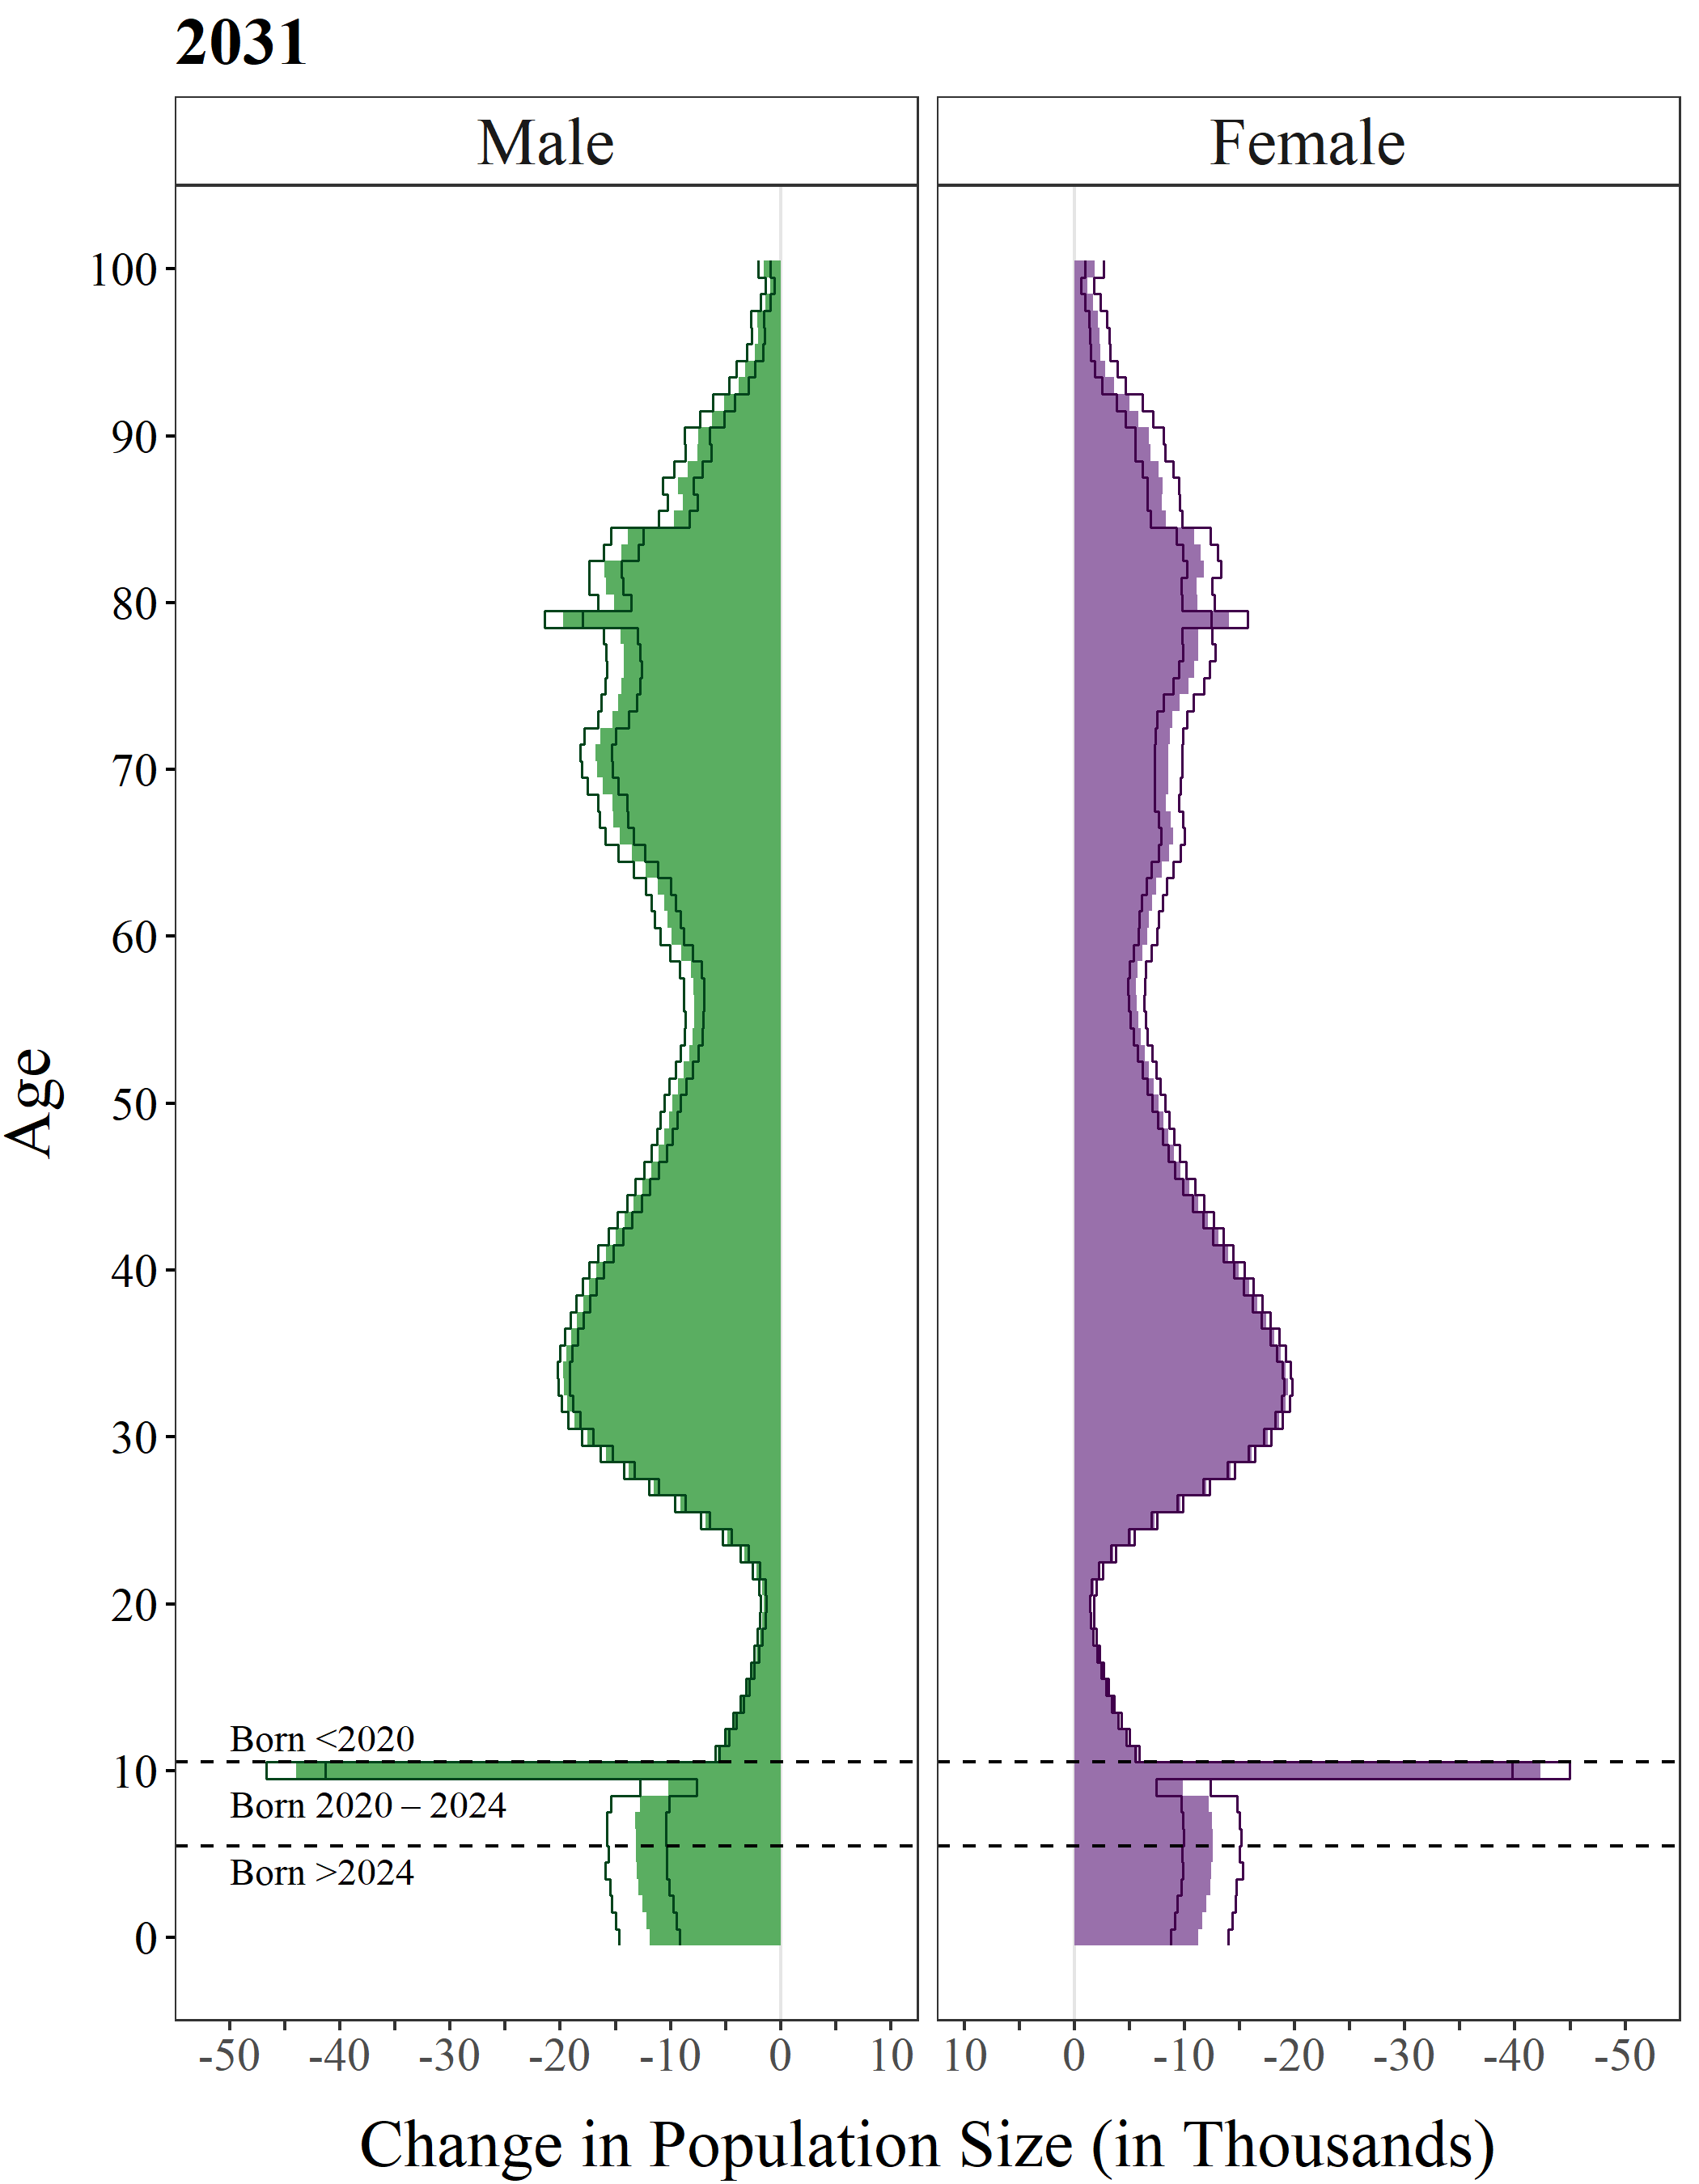 2031
Male Female
100
90
80
70
60
50
40
30
20
10
0
Age
Born <2020
Born 2020 – 2024
Born >2024
-50 -40 -30 -20 -10 0 10 10 0 -10 -20 -30 -40 -50
Change in Population Size (in Thousands)